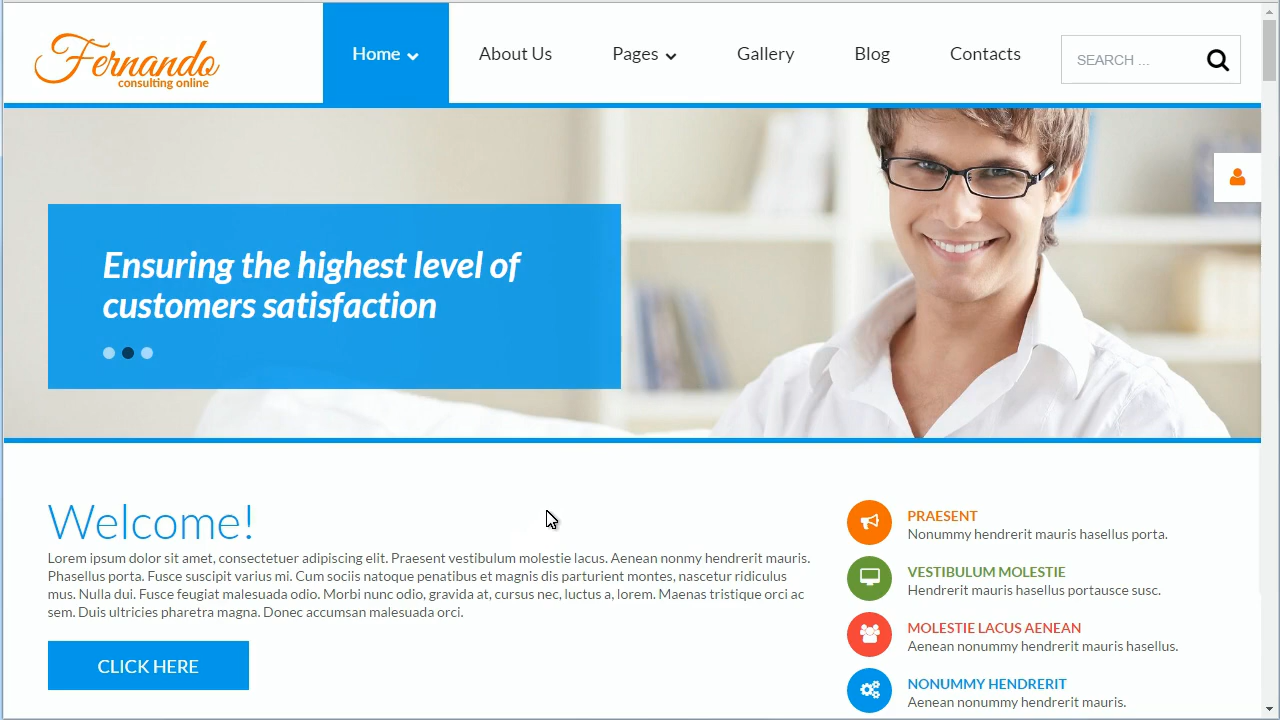 Fernando
consulting online
Home
About Us
Pages
Gallery
Blog
Contacts
SEARCH ...
Ensuring the highest level of
customers satisfaction
Welcome!
Lorem ipsum dolor sit amet, consectetuer adipiscing elit. Praesent vestibulum molestie lacus. Aenean nonmy hendrerit mauris.
Phasellus porta. Fusce suscipit varius mi. Cum sociis natoque penatibus et magnis dis parturient montes, nascetur ridiculus
mus. Nulla dui. Fusce feugiat malesuada odio. Morbi nunc odio, gravida at, cursus nec, luctus a, lorem. Maenas tristique orci ac
sem. Duis ultricies pharetra magna. Donec accumsan malesuada orci.
CLICK HERE
PRAESENT
Nonummy hendrerit mauris hasellus porta.
VESTIBULUM MOLESTIE
Hendrerit mauris hasellus portausce susc.
MOLESTIE LACUS AENEAN
Aenean nonummy hendrerit mauris hasellus.
NONUMMY HENDRERIT
Aenean nonummy hendrerit mauris.